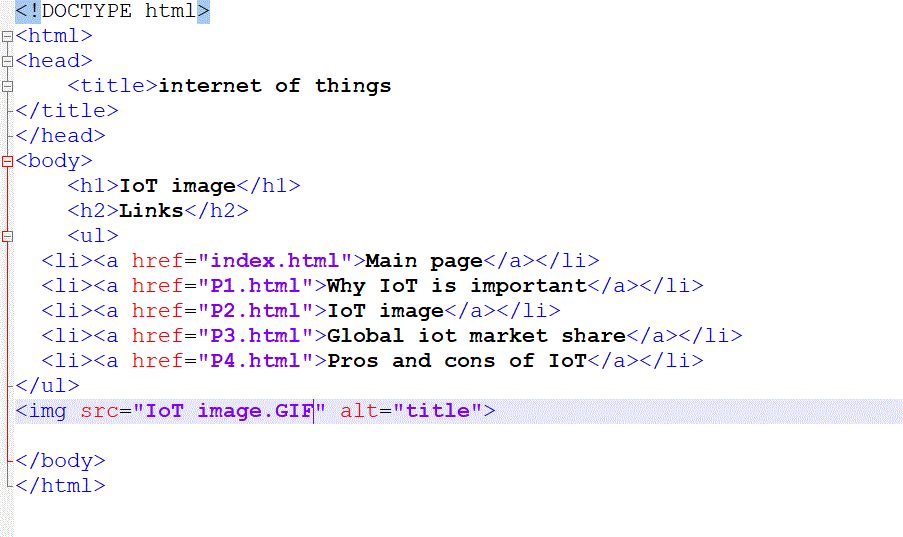 <!DOCTYPE html>
<html>
<head>
    <title>internet of things
</title>
</head>
<body>
    <h1>IoT image</h1>
    <h2>Links</h2>
    <ul>
  <li><a href="index.html">Main page</a></li>
  <li><a href="P1.html">Why IoT is important</a></li>
  <li><a href="P2.html">IoT image</a></li>
  <li><a href="P3.html">Global iot market share</a></li>
  <li><a href="P4.html">Pros and cons of IoT</a></li>
</ul>
<img src="IoT image.GIF" alt="title">
</body>
</html>